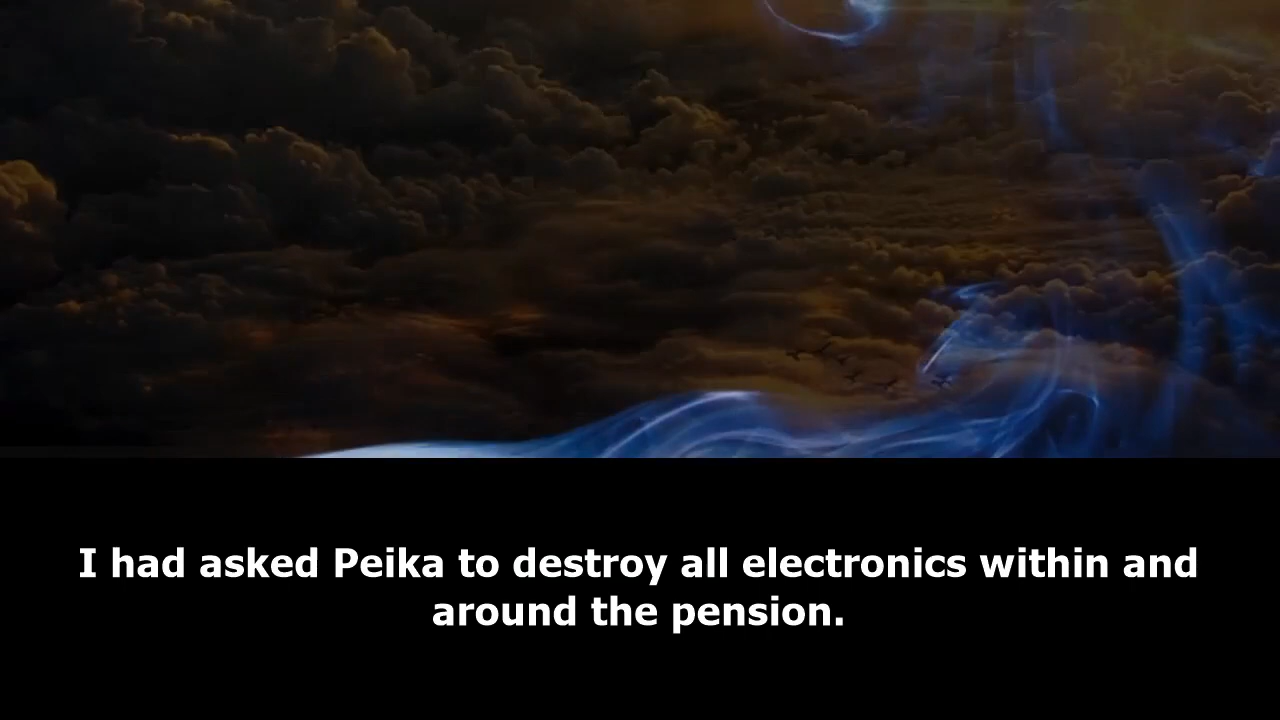 I had asked Peika to destroy all electronics within and
around the pension.